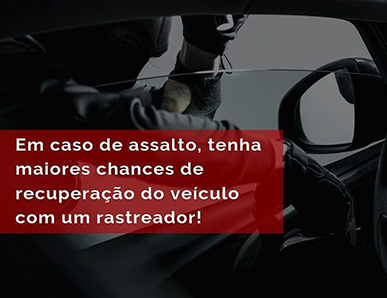 Em caso de assalto, tenha
maiores chances de
recuperação do veículo
com um rastreador!